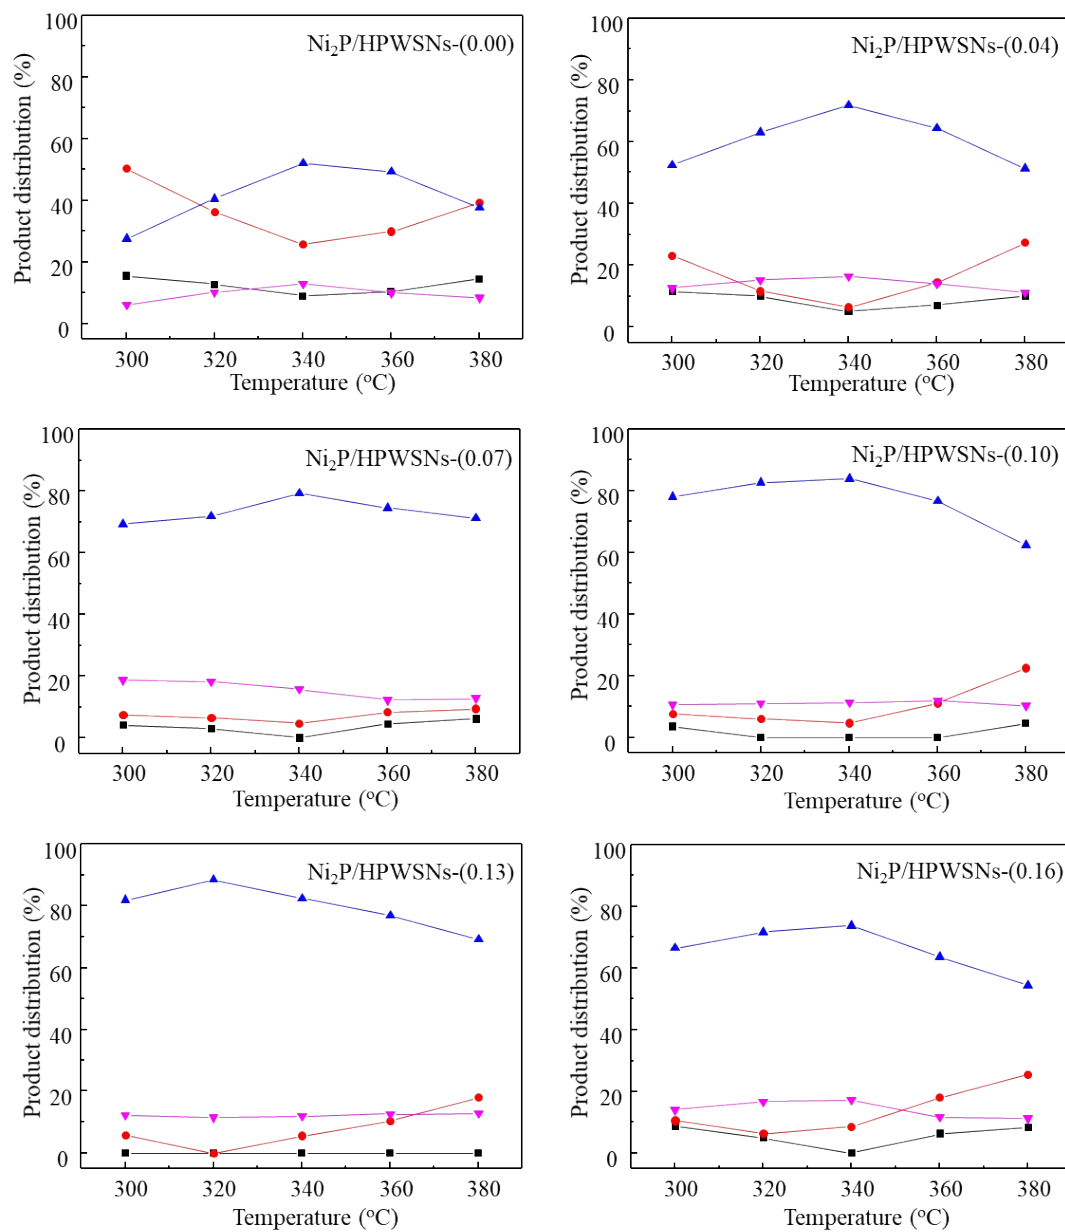 Ni₂P/HPWSNs-(0.00)
Product distribution (%)
100
80
60
40
20
0
300 320 340 360 380
Temperature (°C)
Ni₂P/HPWSNs-(0.04)
Product distribution (%)
100
80
60
40
20
0
300 320 340 360 380
Temperature (°C)
Ni₂P/HPWSNs-(0.07)
Product distribution (%)
100
80
60
40
20
0
300 320 340 360 380
Temperature (°C)
Ni₂P/HPWSNs-(0.10)
Product distribution (%)
100
80
60
40
20
0
300 320 340 360 380
Temperature (°C)
Ni₂P/HPWSNs-(0.13)
Product distribution (%)
100
80
60
40
20
0
300 320 340 360 380
Temperature (°C)
Ni₂P/HPWSNs-(0.16)
Product distribution (%)
100
80
60
40
20
0
300 320 340 360 380
Temperature (°C)